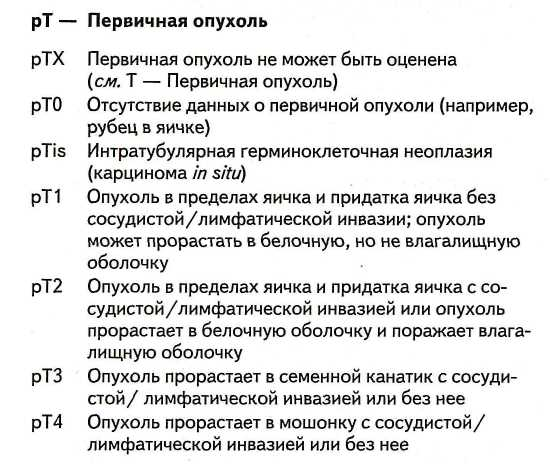 pT — Первичная опухоль
pTX Первичная опухоль не может быть оценена
(см. T — Первичная опухоль)
pT0 Отсутствие данных о первичной опухоли (например,
рубец в яичке)
pTis Интратубулярная герминоклеточная неоплазия
(карцинома in situ)
pT1 Опухоль в пределах яичка и придатка яичка без
сосудистой/лимфатической инвазии; опухоль
может прорастать в белочную, но не влагалищную
оболочку
pT2 Опухоль в пределах яичка и придатка яичка с со-
судистой/лимфатической инвазией или опухоль
прорастает в белочную оболочку и поражает влага-
лищную оболочку
pT3 Опухоль прорастает в семенной канатик с сосуди-
стой/ лимфатической инвазией или без нее
pT4 Опухоль прорастает в мошонку с сосудистой/
лимфатической инвазией или без нее